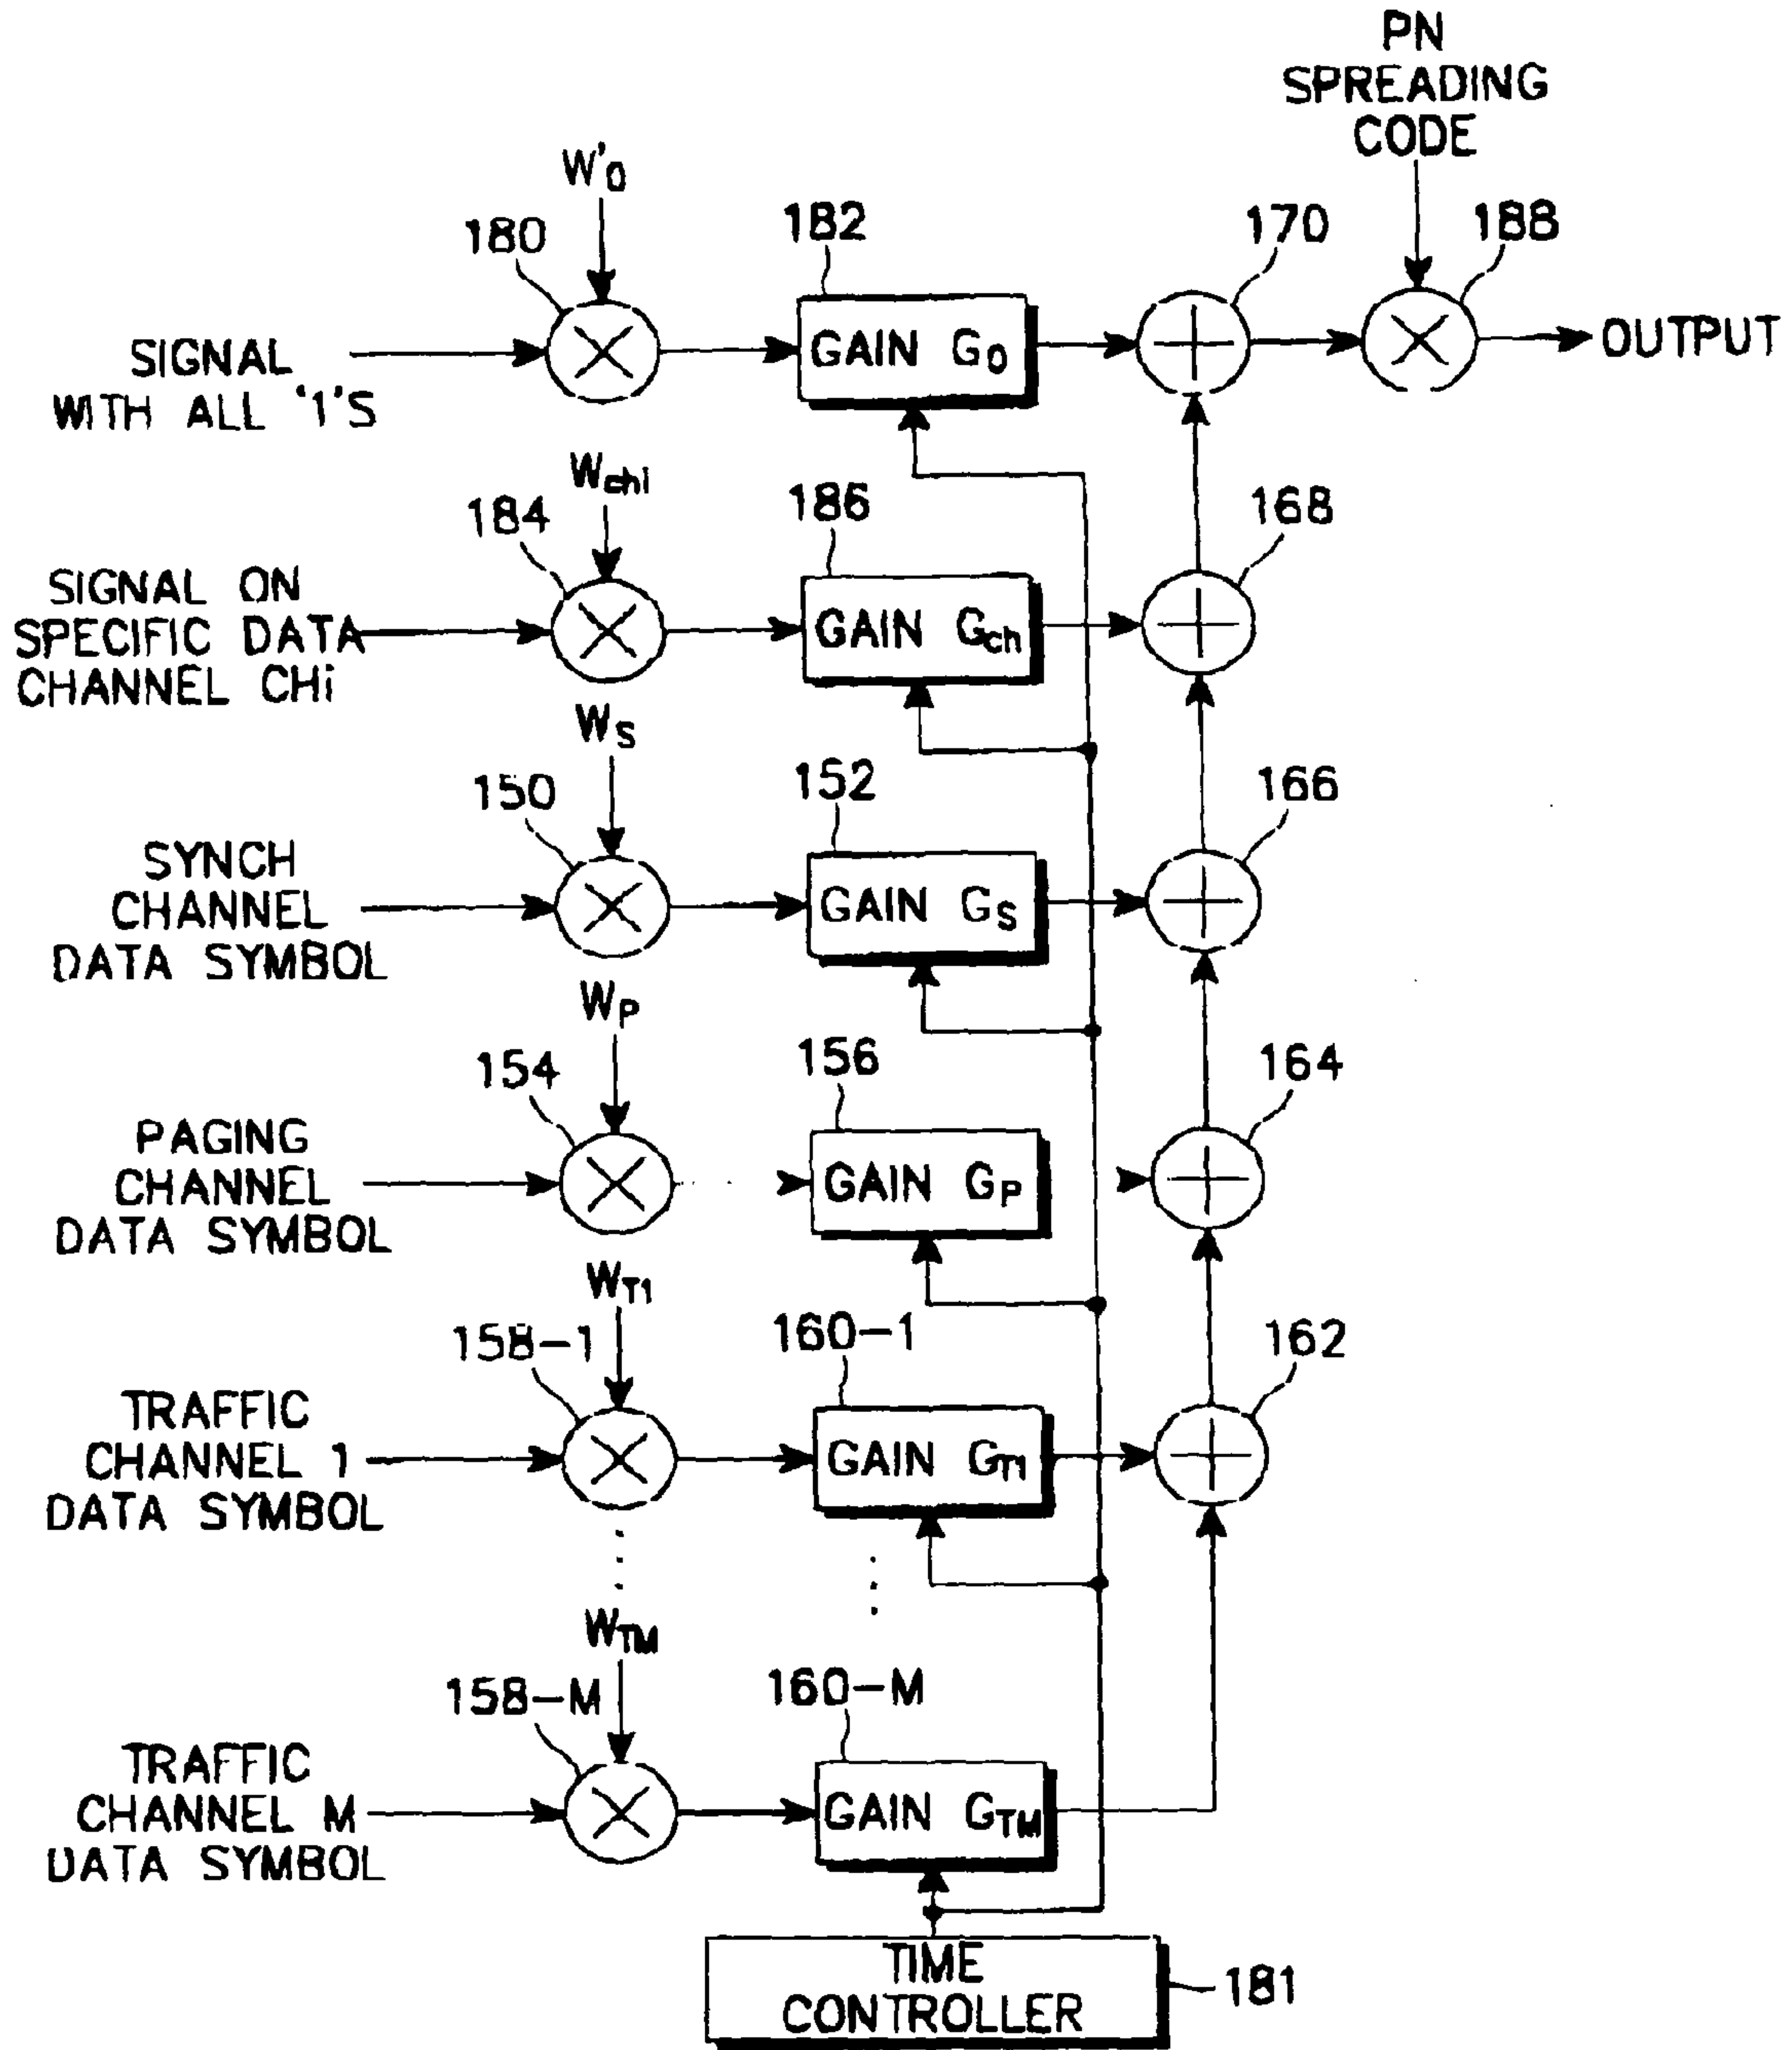 PN
SPREADING
CODE
W'0
180
182
170
188
SIGNAL
WITH ALL '1'S
GAIN G0
OUTPUT
Wchi
184
186
168
SIGNAL ON
SPECIFIC DATA
CHANNEL CHi
GAIN Gch
WS
150
152
166
SYNCH
CHANNEL
DATA SYMBOL
GAIN GS
WP
154
156
164
PAGING
CHANNEL
DATA SYMBOL
GAIN GP
WT1
158-1
160-1
162
TRAFFIC
CHANNEL 1
DATA SYMBOL
GAIN GT1
WTM
158-M
160-M
TRAFFIC
CHANNEL M
DATA SYMBOL
GAIN GTM
TIME
CONTROLLER
181